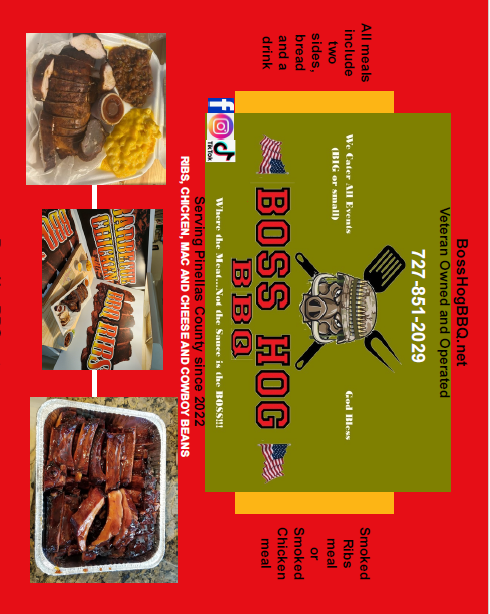 BossHogBBQ.net
Veteran Owned and Operated
727-851-2029
All meals
include
two
sides,
bread
and a
drink
We Cater All Events
(BIG or small)
God Bless
Smoked
Ribs
meal
or
Smoked
Chicken
meal
BOSS HOG
BBQ
Where the Meat...Not the Sauce is the BOSS!!!
TikTok
Serving Pinellas County since 2022
RIBS, CHICKEN, MAC AND CHEESE AND COWBOY BEANS
BBQ
BARBECUE
CHICKEN
BBQ RIBS